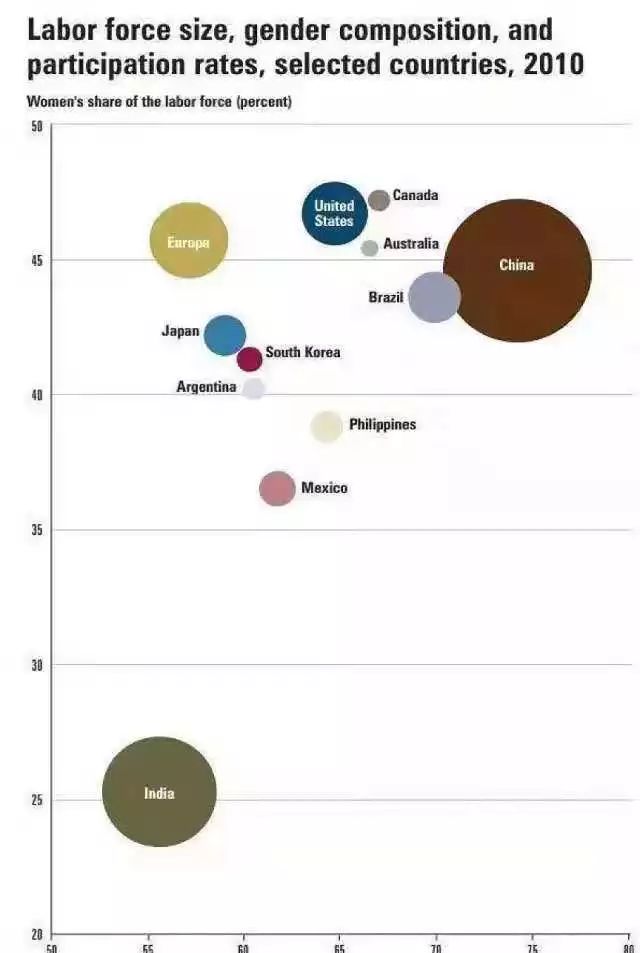 Labor force size, gender composition, and
participation rates, selected countries, 2010
Women's share of the labor force (percent)
50
Canada
United
States
Europe
Australia
45
China
Brazil
Japan
South Korea
Argentina
40
Philippines
Mexico
35
30
India
25
20
50 55 60 65 70 75 80